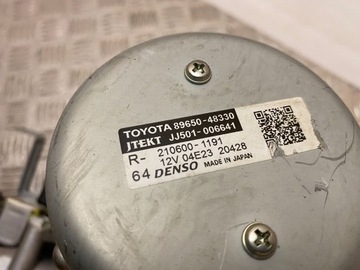 TOYOTA 89650-48330
JTEKT JJ501-006641
R- 210600-1191
12V 04E23 20428
64 DENSO MADE IN JAPAN